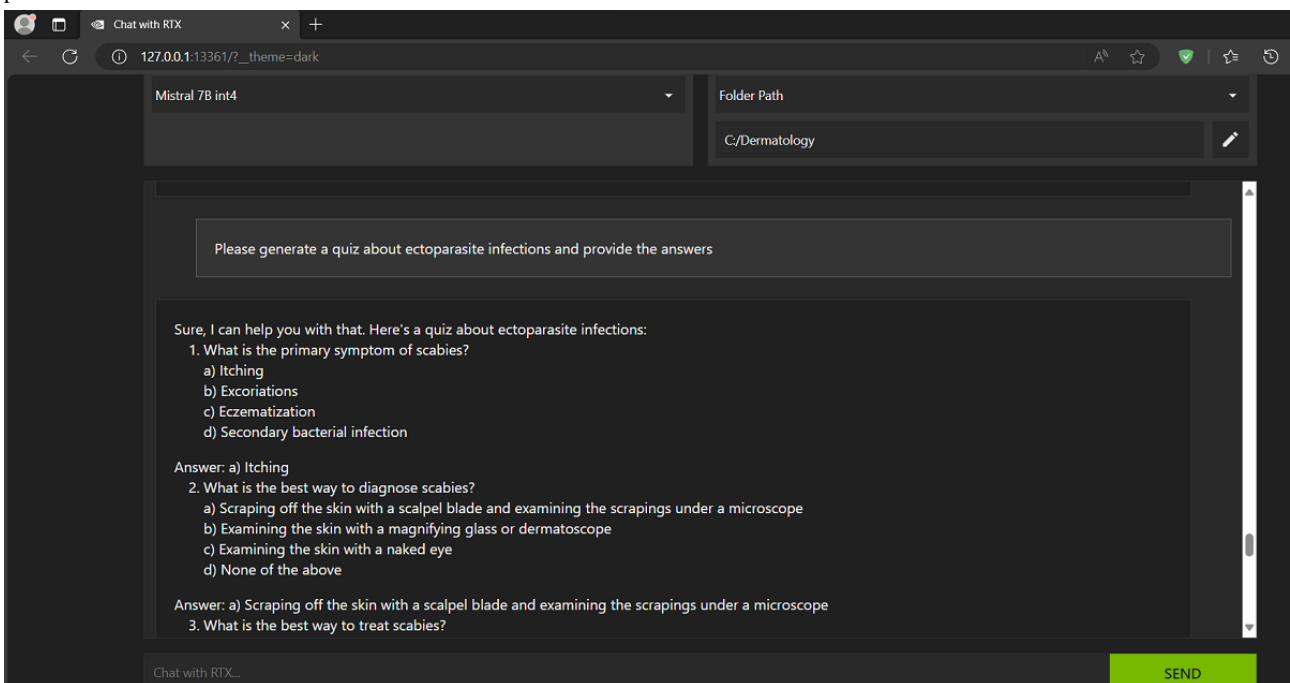 Chat with RTX
127.0.0.1:13361/?__theme=dark
Mistral 7B int4
Folder Path
C:/Dermatology
Please generate a quiz about ectoparasite infections and provide the answers
Sure, I can help you with that. Here's a quiz about ectoparasite infections:
1. What is the primary symptom of scabies?
a) Itching
b) Excoriations
c) Eczematization
d) Secondary bacterial infection
Answer: a) Itching
2. What is the best way to diagnose scabies?
a) Scraping off the skin with a scalpel blade and examining the scrapings under a microscope
b) Examining the skin with a magnifying glass or dermatoscope
c) Examining the skin with a naked eye
d) None of the above
Answer: a) Scraping off the skin with a scalpel blade and examining the scrapings under a microscope
3. What is the best way to treat scabies?
Chat with RTX...
SEND